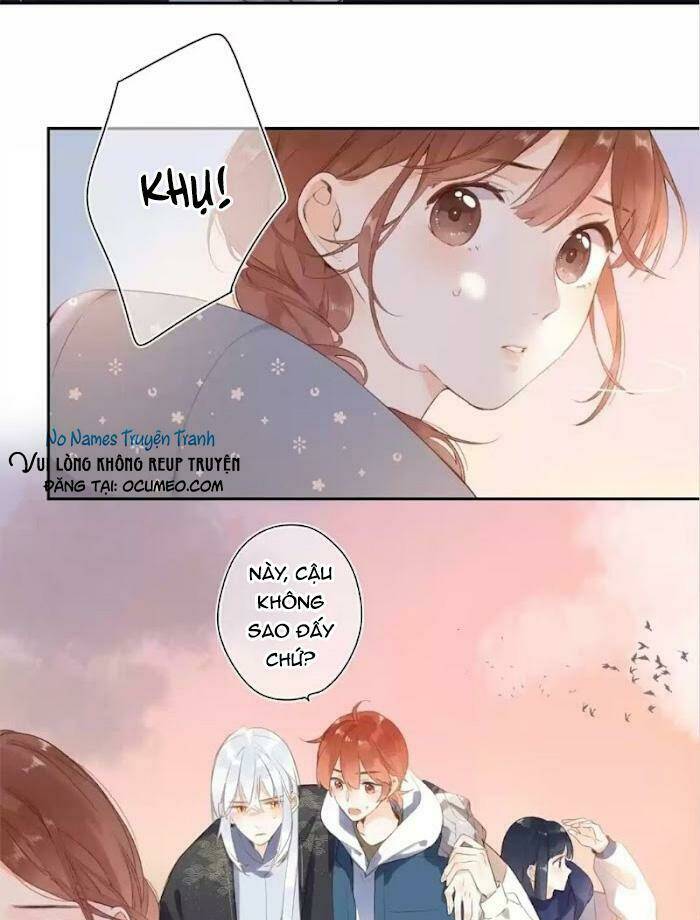 KHỤ!
No Names Truyện Tranh
VUI LÒNG KHÔNG REUP TRUYỆN
ĐĂNG TẠI: OCUMEO.COM
NÀY, CẬU
KHÔNG
SAO ĐẤY
CHỨ?